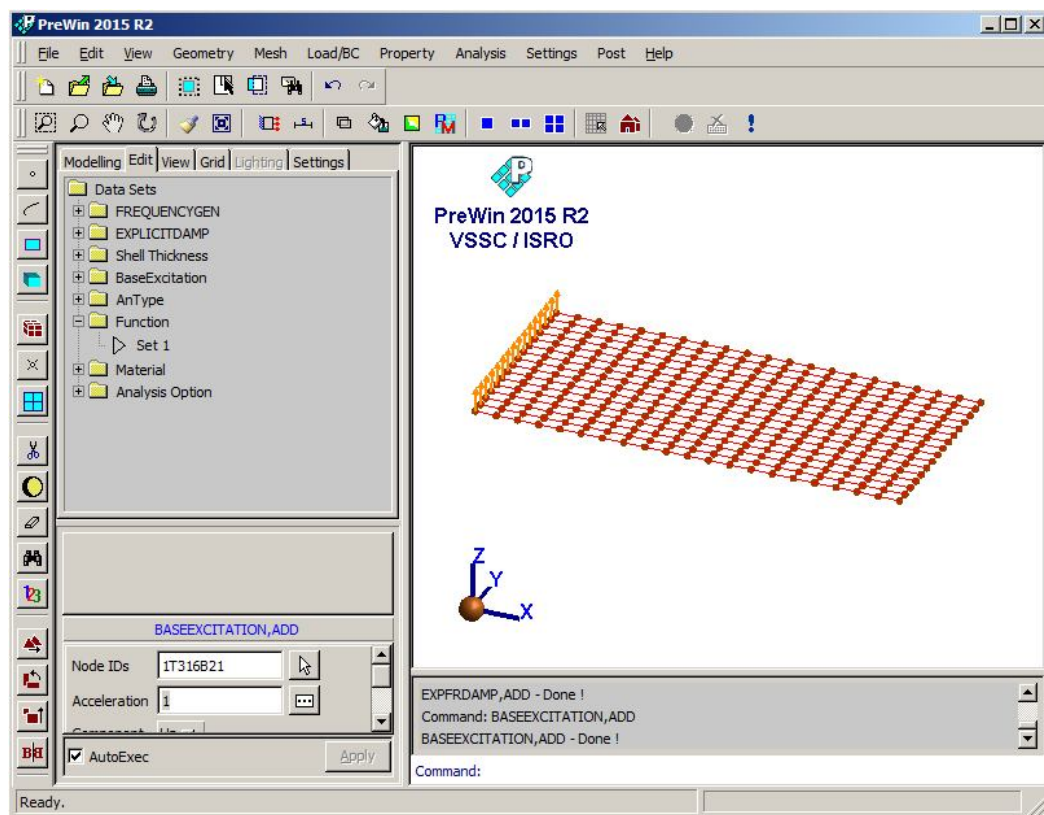 PreWin 2015 R2
File Edit View Geometry Mesh Load/BC Property Analysis Settings Post Help
Modelling Edit View Grid Lighting Settings
Data Sets
FREQUENCYGEN
EXPLICITDAMP
Shell Thickness
BaseExcitation
AnType
Function
Set 1
Material
Analysis Option
BASEEXCITATION,ADD
Node IDs 1T316B21
Acceleration 1
AutoExec Apply
PreWin 2015 R2
VSSC / ISRO
Z
Y
X
EXPFRDAMP,ADD - Done !
Command: BASEEXCITATION,ADD
BASEEXCITATION,ADD - Done !
Command:
Ready.